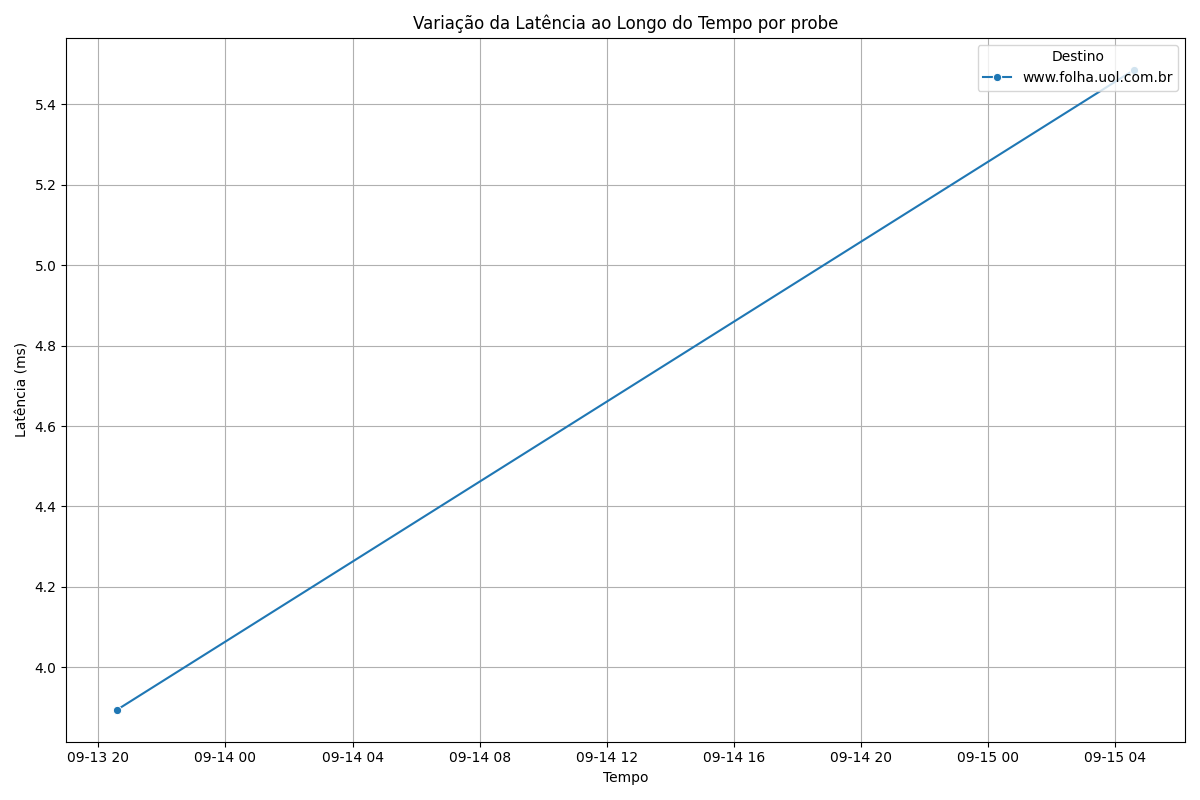 Variação da Latência ao Longo do Tempo por probe
Destino
www.folha.uol.com.br
Latência (ms)
5.4
5.2
5.0
4.8
4.6
4.4
4.2
4.0
09-13 20 09-14 00 09-14 04 09-14 08 09-14 12 09-14 16 09-14 20 09-15 00 09-15 04
Tempo